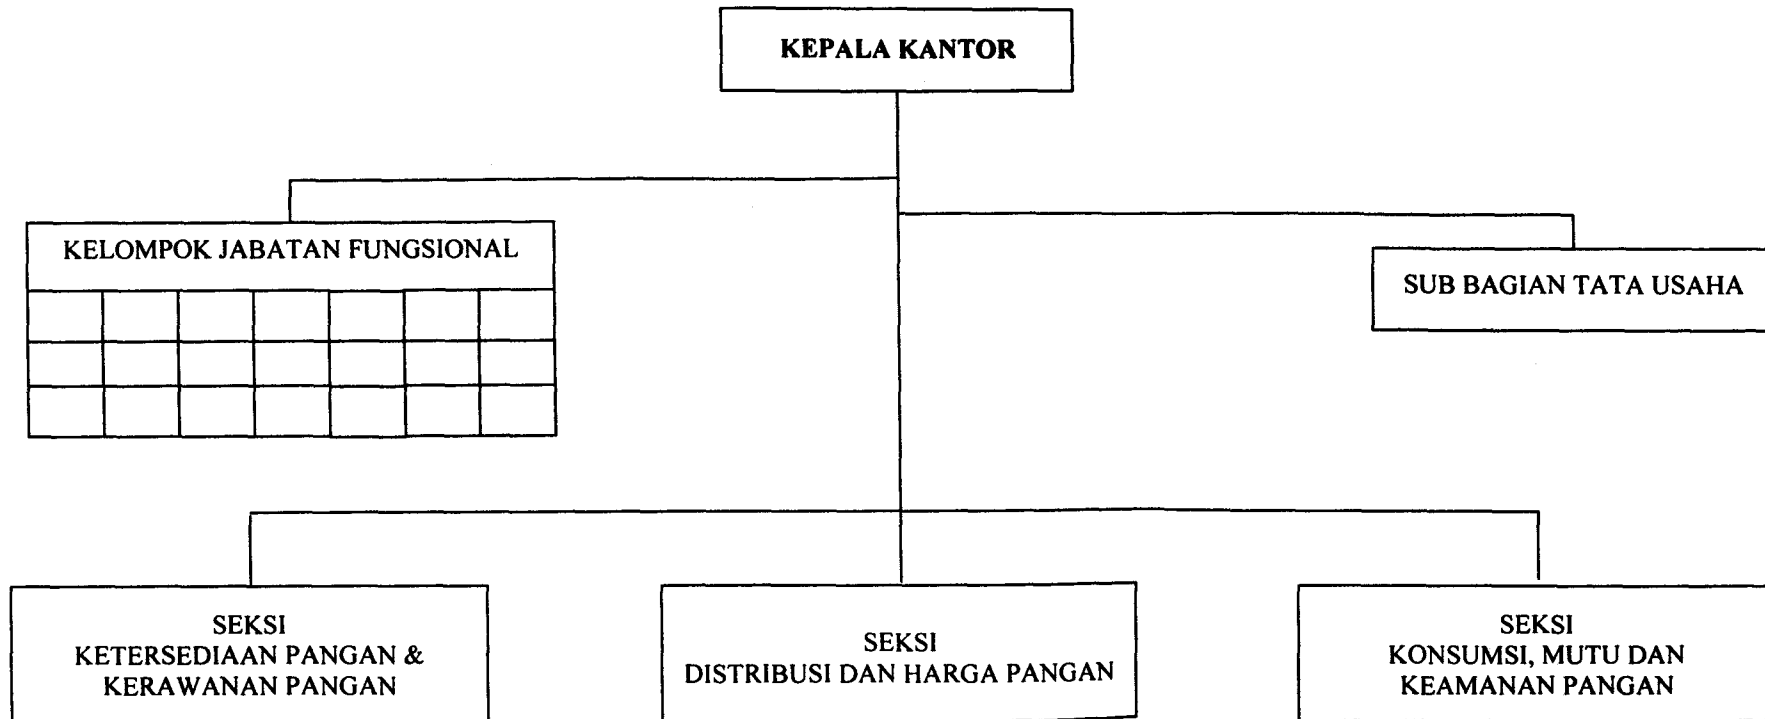 KEPALA KANTOR
KELOMPOK JABATAN FUNGSIONAL
SUB BAGIAN TATA USAHA
SEKSI
KETERSEDIAAN PANGAN &
KERAWANAN PANGAN
SEKSI
DISTRIBUSI DAN HARGA PANGAN
SEKSI
KONSUMSI, MUTU DAN
KEAMANAN PANGAN